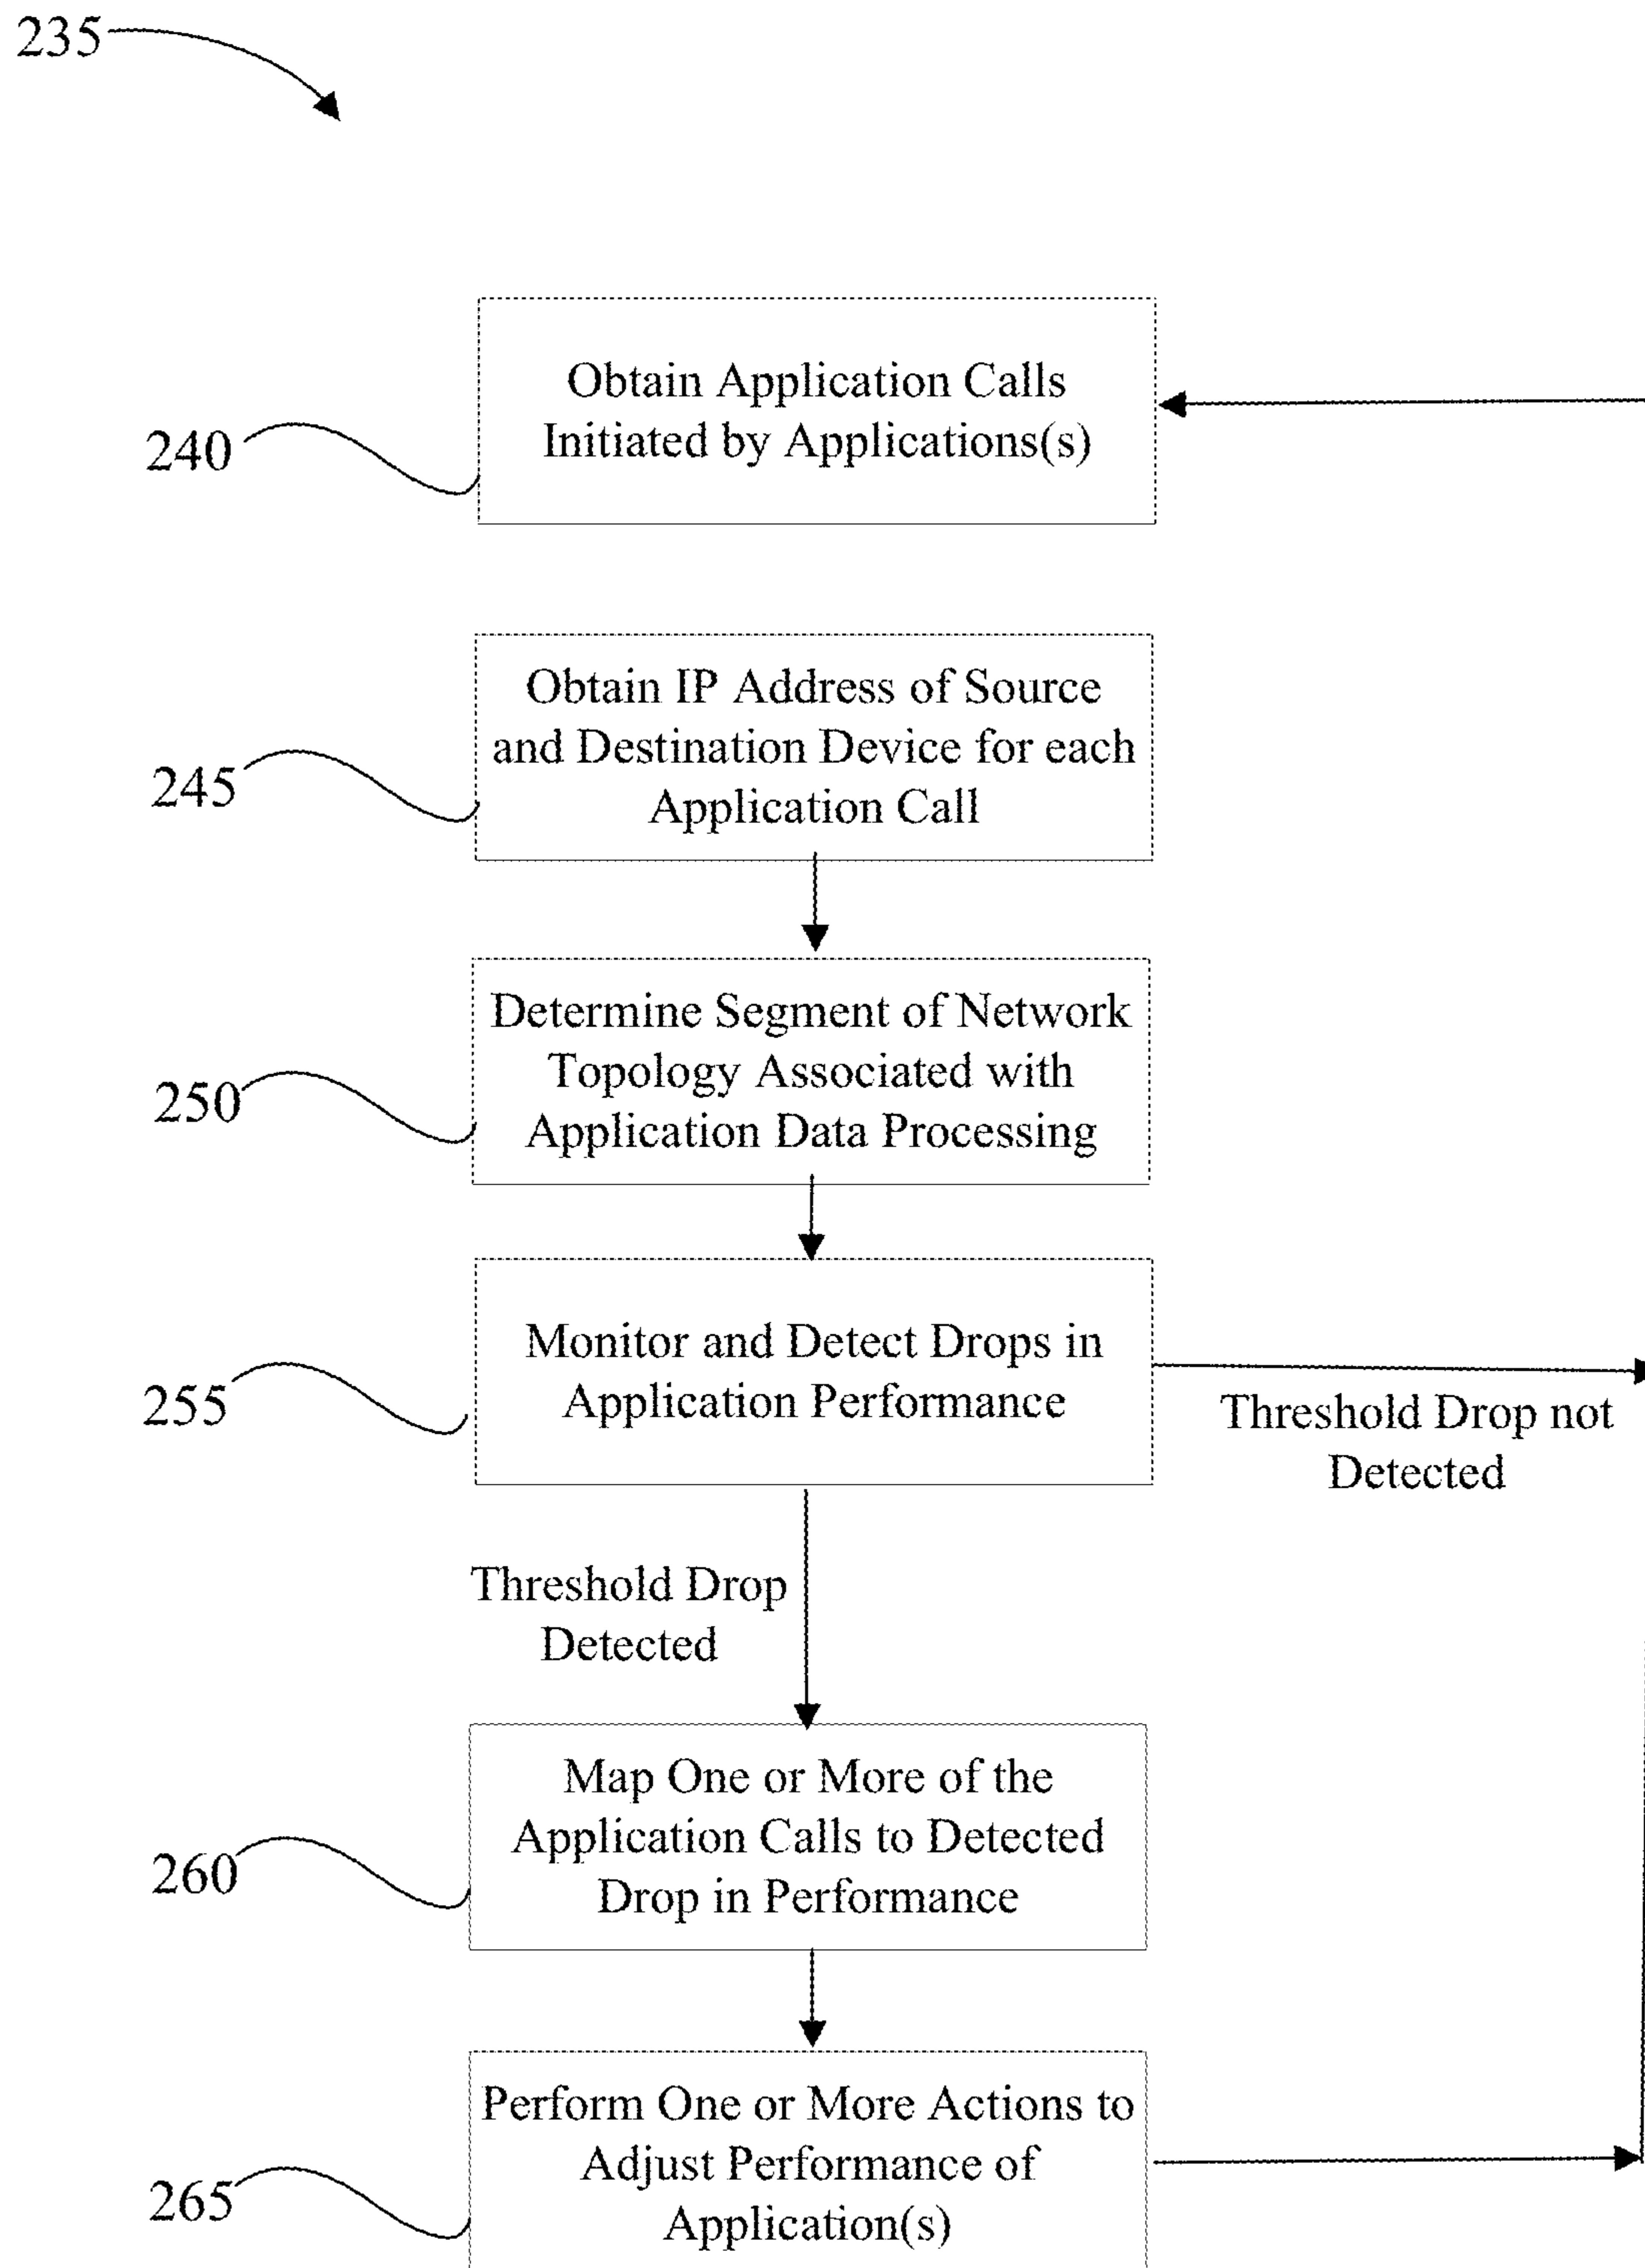 235
Obtain Application Calls
Initiated by Applications(s)
240
Obtain IP Address of Source
and Destination Device for each
Application Call
245
Determine Segment of Network
Topology Associated with
Application Data Processing
250
Monitor and Detect Drops in
Application Performance
255
Threshold Drop not
Detected
Threshold Drop
Detected
Map One or More of the
Application Calls to Detected
Drop in Performance
260
Perform One or More Actions to
Adjust Performance of
Application(s)
265